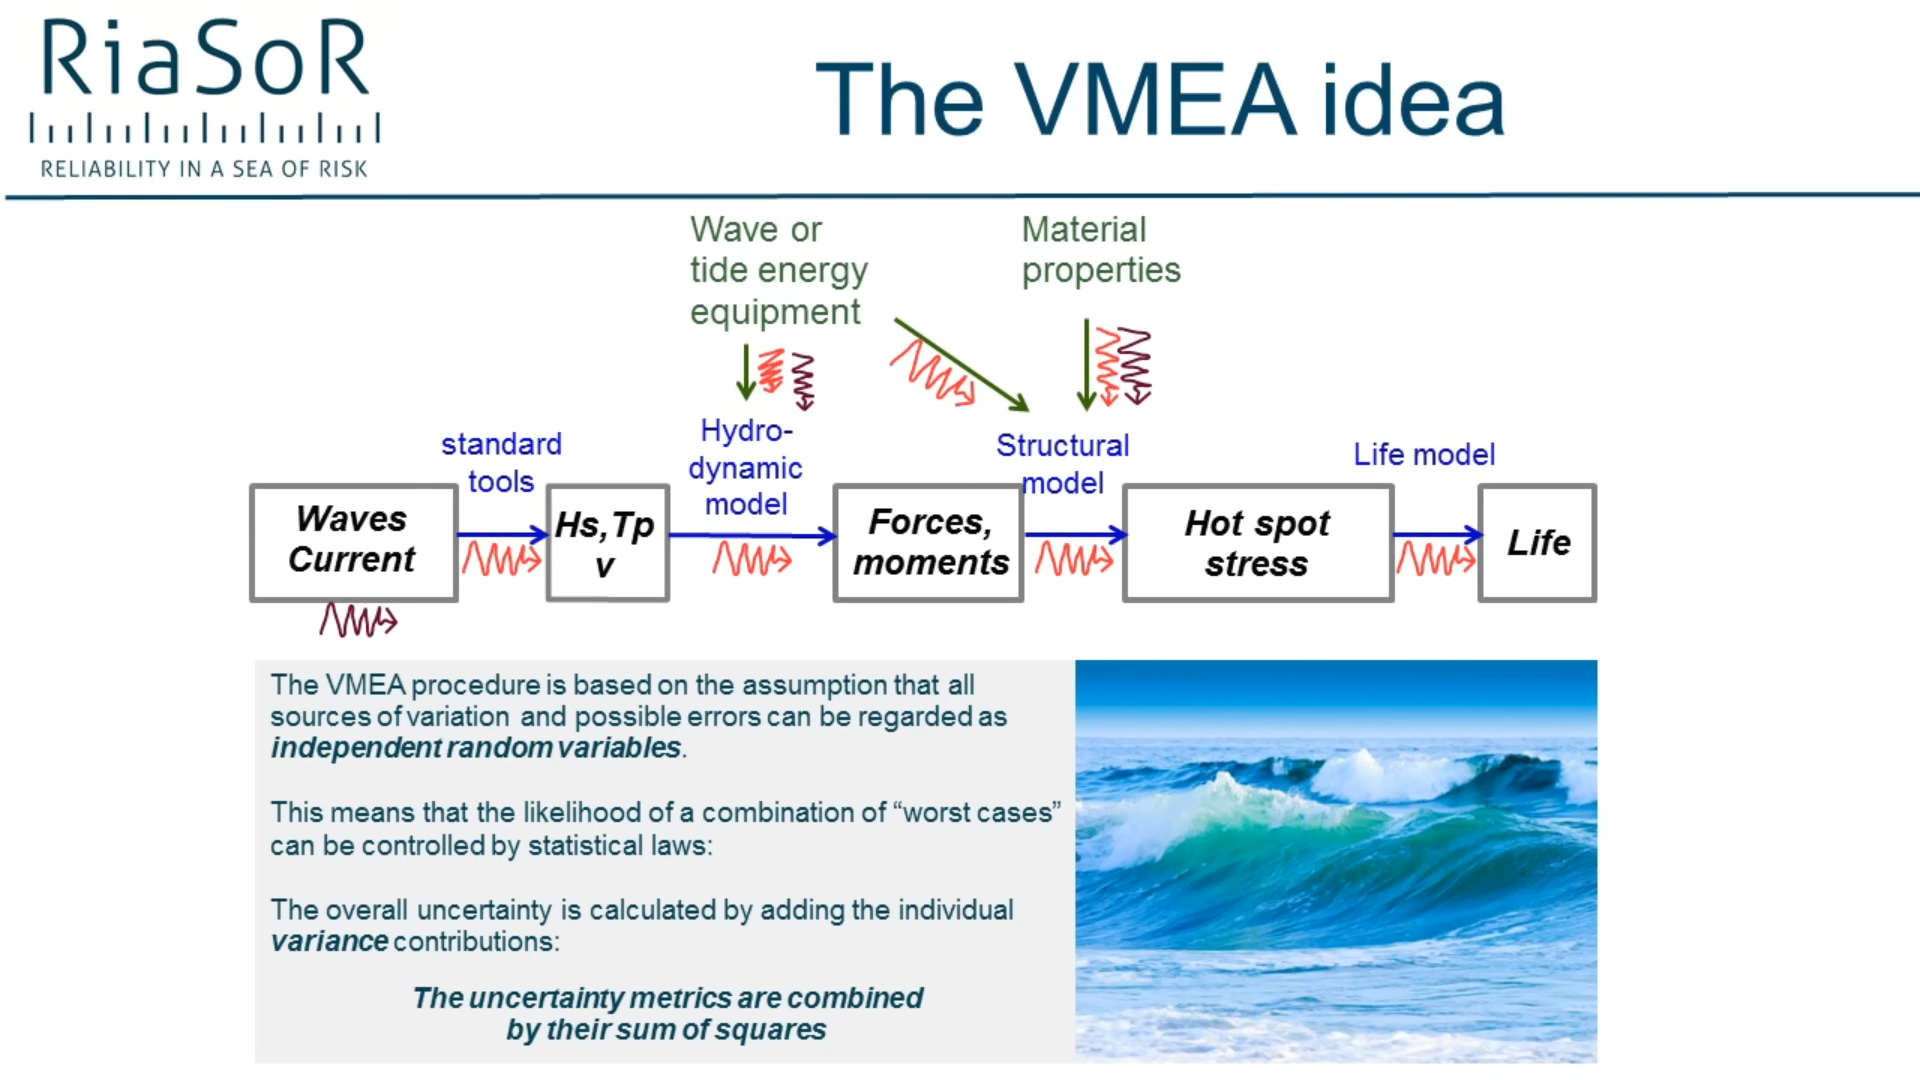 RiaSoR
RELIABILITY IN A SEA OF RISK
The VMEA idea
Wave or
tide energy
equipment
Material
properties
standard
tools
Hydro-
dynamic
model
Structural
model
Life model
Waves
Current
Hs,Tp
v
Forces,
moments
Hot spot
stress
Life
The VMEA procedure is based on the assumption that all
sources of variation and possible errors can be regarded as
independent random variables.
This means that the likelihood of a combination of “worst cases”
can be controlled by statistical laws:
The overall uncertainty is calculated by adding the individual
variance contributions:
The uncertainty metrics are combined
by their sum of squares